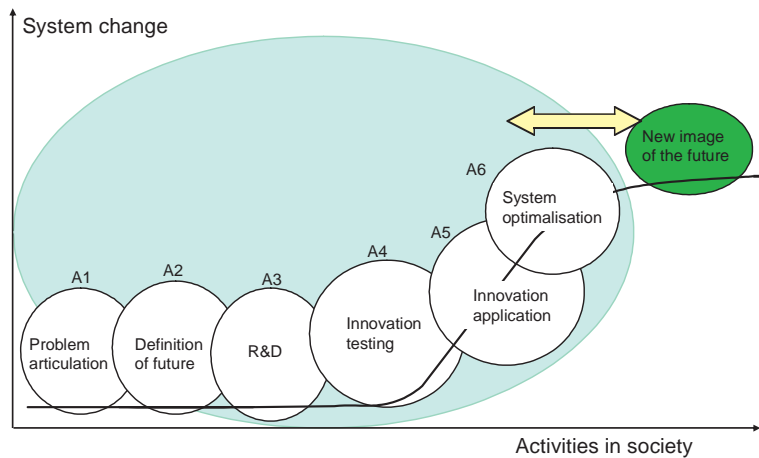 System change
New image
of the future
A6
System
optimalisation
A5
A4
A1
A2
A3
Innovation
application
Innovation
testing
Problem
articulation
Definition
of future
R&D
Activities in society